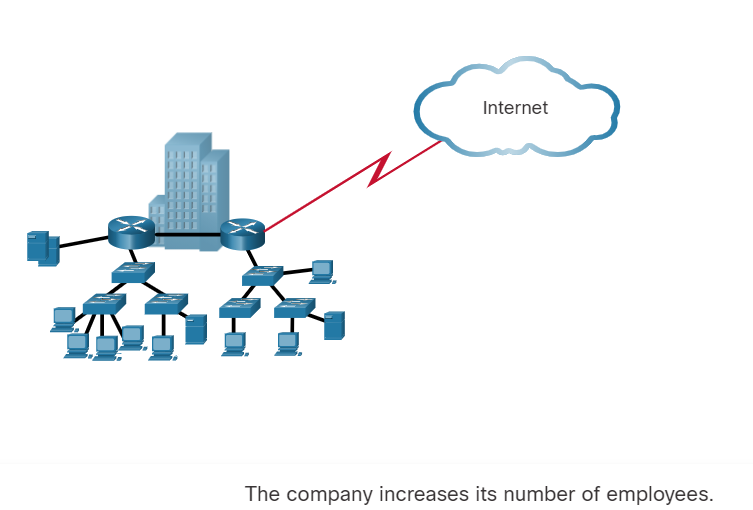 Internet
The company increases its number of employees.